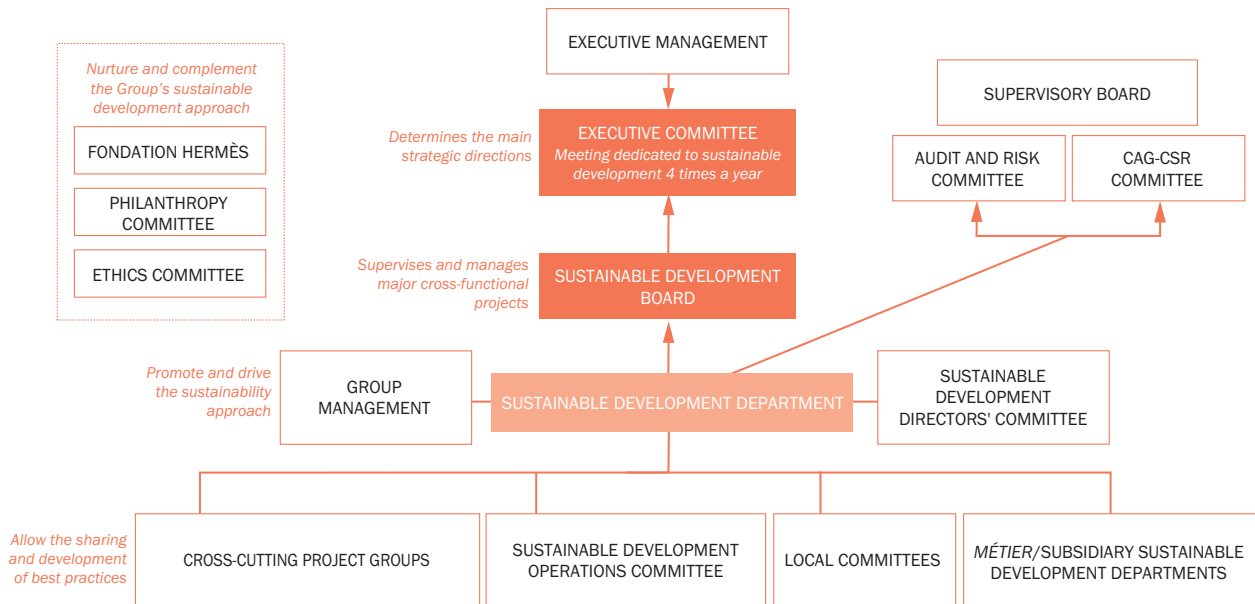 EXECUTIVE MANAGEMENT
Nurture and complement
the Group's sustainable
development approach
FONDATION HERMÈS
PHILANTHROPY
COMMITTEE
ETHICS COMMITTEE
Determines the main
strategic directions
EXECUTIVE COMMITTEE
Meeting dedicated to sustainable
development 4 times a year
SUPERVISORY BOARD
AUDIT AND RISK
COMMITTEE
CAG-CSR
COMMITTEE
Supervises and manages
major cross-functional
projects
SUSTAINABLE DEVELOPMENT
BOARD
Promote and drive
the sustainability
approach
GROUP
MANAGEMENT
SUSTAINABLE DEVELOPMENT DEPARTMENT
SUSTAINABLE
DEVELOPMENT
DIRECTORS' COMMITTEE
Allow the sharing
and development
of best practices
CROSS-CUTTING PROJECT GROUPS
SUSTAINABLE DEVELOPMENT
OPERATIONS COMMITTEE
LOCAL COMMITTEES
MÉTIER/SUBSIDIARY SUSTAINABLE
DEVELOPMENT DEPARTMENTS